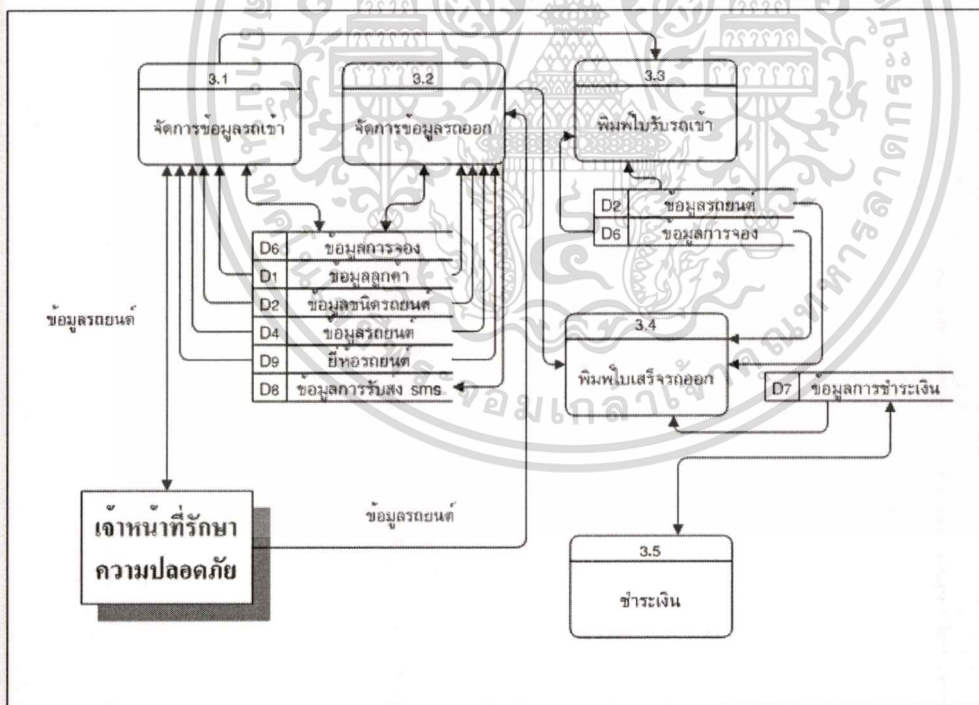 3.1
จัดการข้อมูลรถเข้า
3.2
จัดการข้อมูลรถออก
3.3
พิมพ์ใบรับรถเข้า
D2 ข้อมูลรถยนต์
D6 ข้อมูลการจอง
D6 ข้อมูลการจอง
D1 ข้อมูลลูกค้า
D2 ข้อมูลชนิดรถยนต์
D4 ข้อมูลรถยนต์
D9 ยี่ห้อรถยนต์
D8 ข้อมูลการรับส่ง sms
ข้อมูลรถยนต์
3.4
พิมพ์ใบเสร็จรถออก
D7 ข้อมูลการชำระเงิน
เจ้าหน้าที่รักษา
ความปลอดภัย
ข้อมูลรถยนต์
3.5
ชำระเงิน